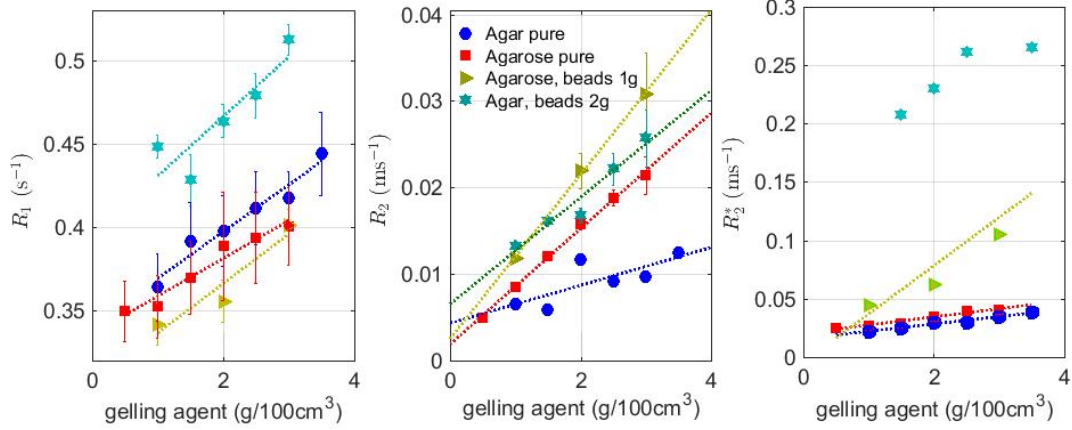 0.5
0.45
0.4
0.35
R₁ (s⁻¹)
0 2 4
gelling agent (g/100cm³)
0.04
0.03
0.02
0.01
0
R₂ (ms⁻¹)
Agar pure
Agarose pure
Agarose, beads 1g
Agar, beads 2g
0 2 4
gelling agent (g/100cm³)
0.3
0.25
0.2
0.15
0.1
0.05
0
R₂* (ms⁻¹)
0 2 4
gelling agent (g/100cm³)